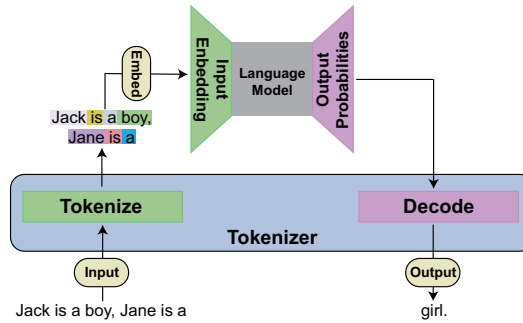 Embed
Input
Embedding
Language
Model
Output
Probabilities
Jack is a boy,
Jane is a
Tokenize
Decode
Tokenizer
Input
Output
Jack is a boy, Jane is a
girl.